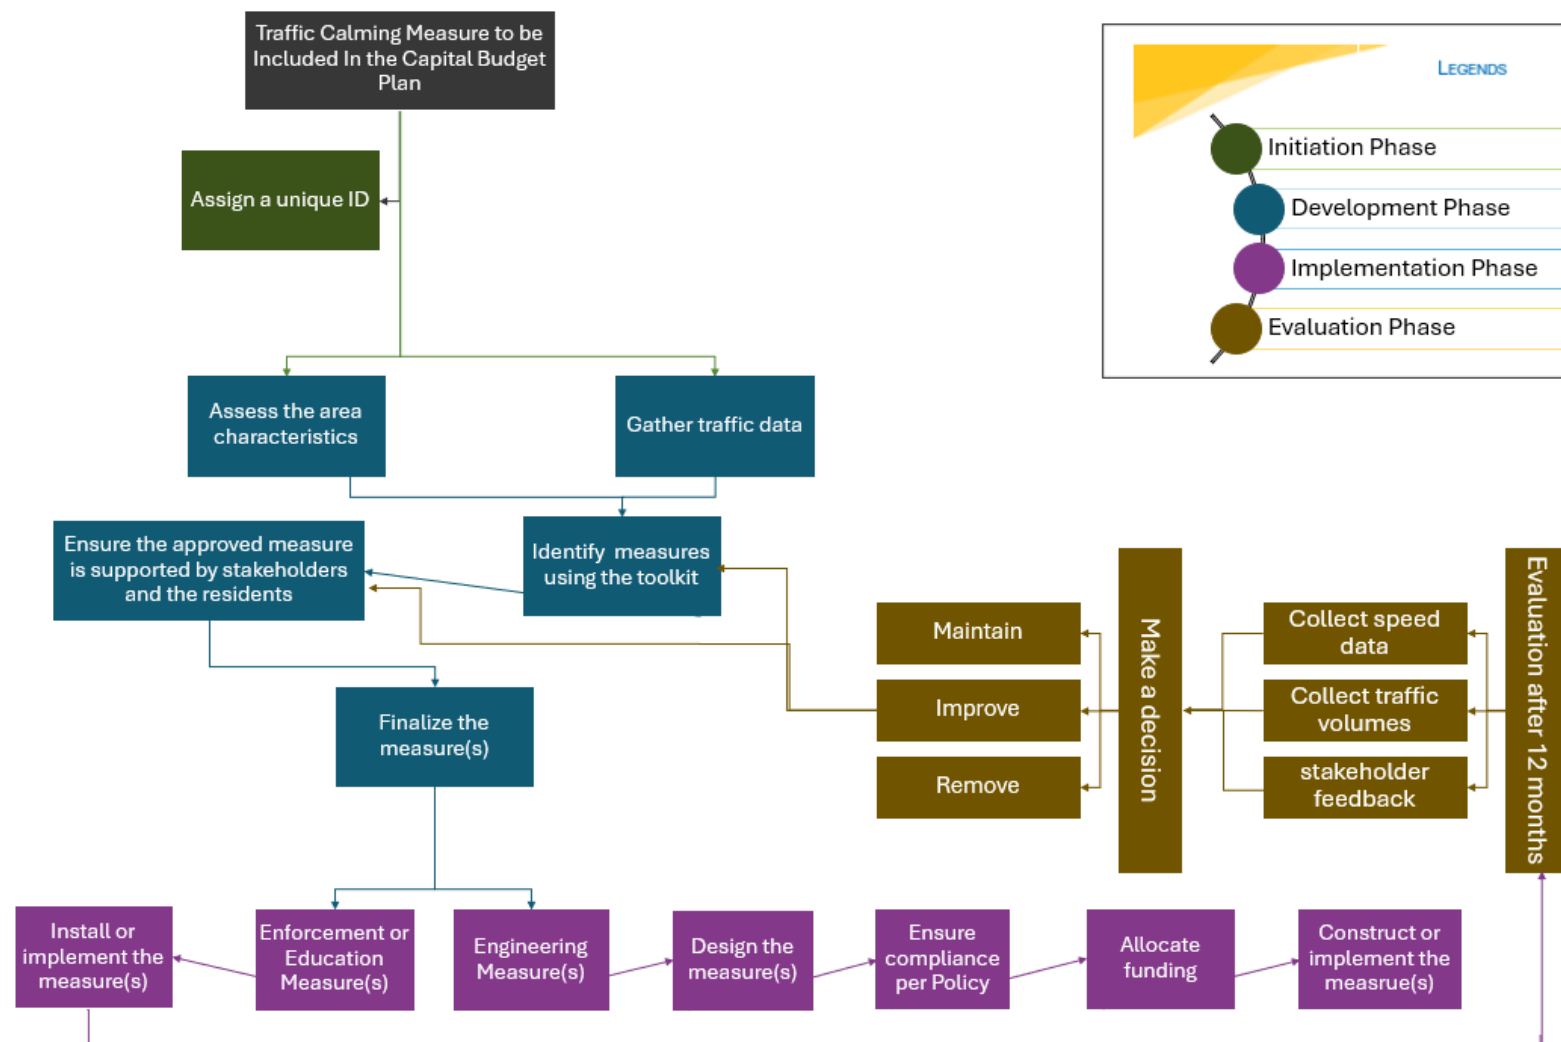 Traffic Calming Measure to be
Included In the Capital Budget
Plan
LEGENDS
Initiation Phase
Development Phase
Implementation Phase
Evaluation Phase
Assign a unique ID
Assess the area
characteristics
Gather traffic data
Ensure the approved measure
is supported by stakeholders
and the residents
Identify measures
using the toolkit
Finalize the
measure(s)
Maintain
Improve
Remove
Make a decision
Collect speed
data
Collect traffic
volumes
stakeholder
feedback
Evaluation after 12 months
Install or
implement the
measure(s)
Enforcement or
Education
Measure(s)
Engineering
Measure(s)
Design the
measure(s)
Ensure
compliance
per Policy
Allocate
funding
Construct or
implement the
measrue(s)